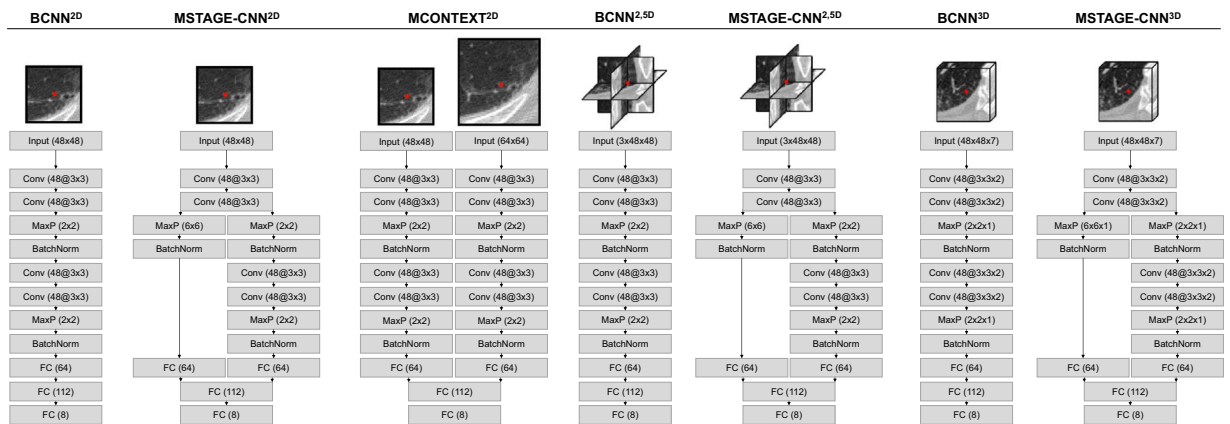 BCNN2D MSTAGE-CNN2D MCONTEXT2D BCNN2,5D MSTAGE-CNN2,5D BCNN3D MSTAGE-CNN3D
Input (48x48) Input (48x48) Input (48x48) Input (64x64) Input (3x48x48) Input (3x48x48) Input (48x48x7) Input (48x48x7)
Conv (48@3x3) Conv (48@3x3) Conv (48@3x3) Conv (48@3x3) Conv (48@3x3) Conv (48@3x3) Conv (48@3x3x2) Conv (48@3x3x2)
Conv (48@3x3) Conv (48@3x3) Conv (48@3x3) Conv (48@3x3) Conv (48@3x3) Conv (48@3x3) Conv (48@3x3x2) Conv (48@3x3x2)
MaxP (2x2) MaxP (6x6) MaxP (2x2) MaxP (2x2) MaxP (2x2) MaxP (2x2) MaxP (6x6) MaxP (2x2) MaxP (2x2x1) MaxP (6x6x1) MaxP (2x2x1)
BatchNorm BatchNorm BatchNorm BatchNorm BatchNorm BatchNorm BatchNorm BatchNorm BatchNorm BatchNorm BatchNorm
Conv (48@3x3) Conv (48@3x3) Conv (48@3x3) Conv (48@3x3) Conv (48@3x3) Conv (48@3x3) Conv (48@3x3x2) Conv (48@3x3x2)
Conv (48@3x3) Conv (48@3x3) Conv (48@3x3) Conv (48@3x3) Conv (48@3x3) Conv (48@3x3) Conv (48@3x3x2) Conv (48@3x3x2)
MaxP (2x2) MaxP (2x2) MaxP (2x2) MaxP (2x2) MaxP (2x2) MaxP (2x2) MaxP (2x2x1) MaxP (2x2x1)
BatchNorm BatchNorm BatchNorm BatchNorm BatchNorm BatchNorm BatchNorm BatchNorm
FC (64) FC (64) FC (64) FC (64) FC (64) FC (64) FC (64) FC (64) FC (64) FC (64) FC (64)
FC (112) FC (112) FC (112) FC (112) FC (112) FC (112) FC (112)
FC (8) FC (8) FC (8) FC (8) FC (8) FC (8) FC (8)